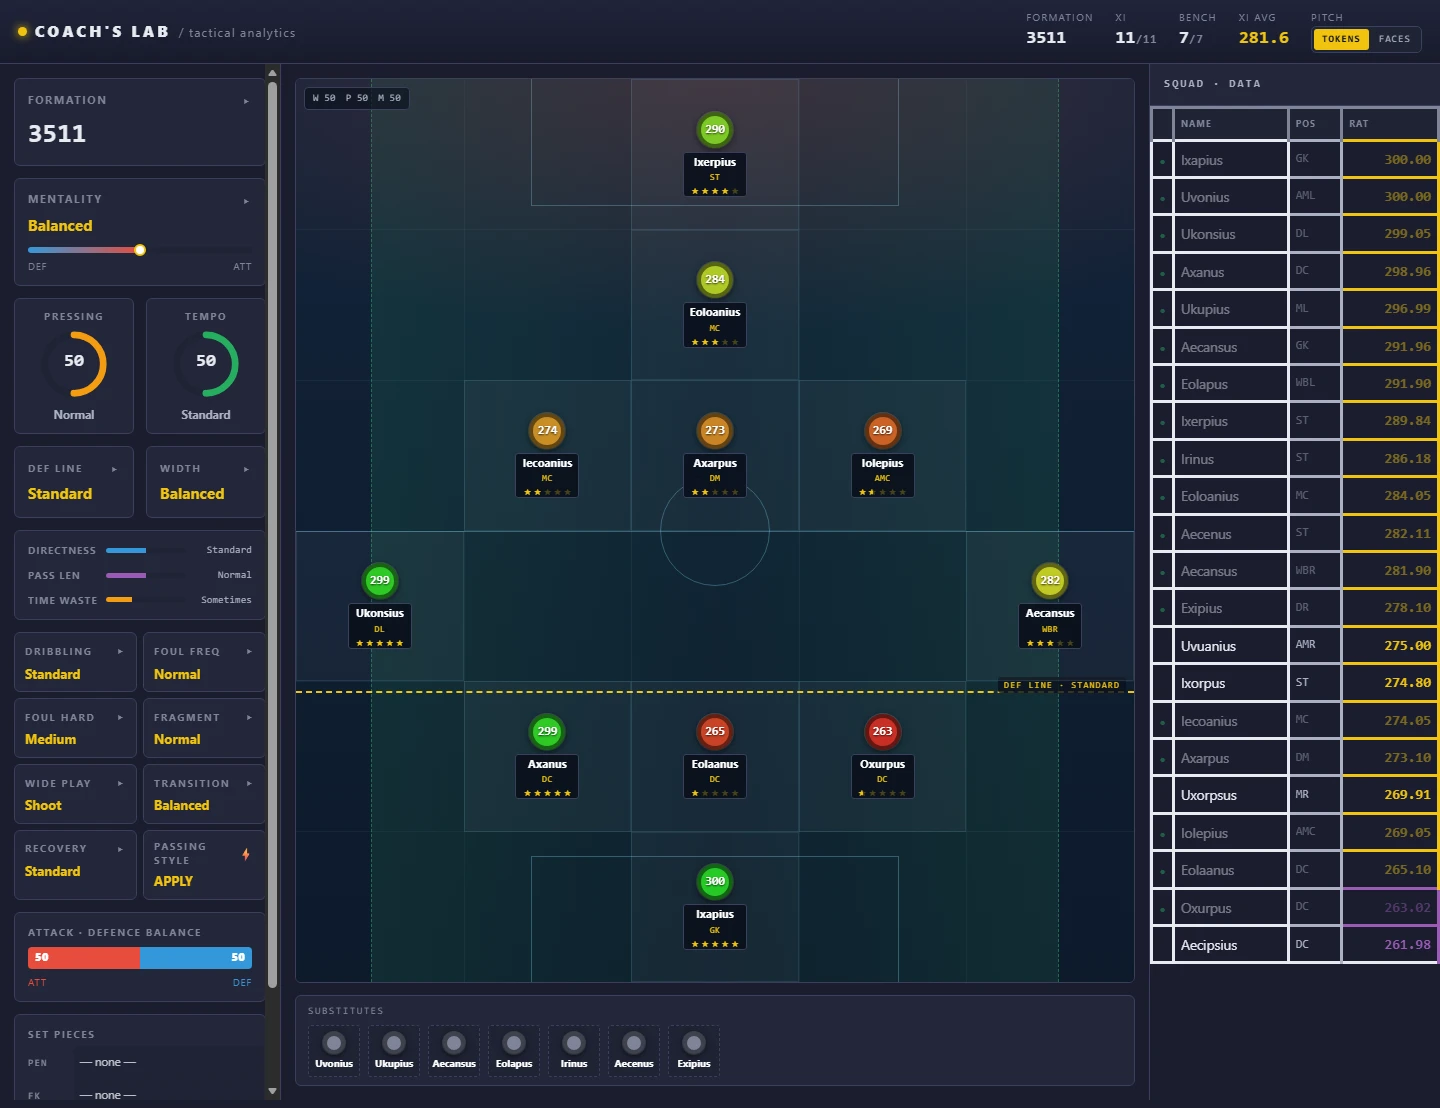 COACH'S LAB / tactical analytics
FORMATION
3511
XI
11/11
BENCH
7/7
XI AVG
281.6
PITCH
TOKENS FACES
FORMATION ▸
3511
MENTALITY ▸
Balanced
DEF ATT
PRESSING
50
Normal
TEMPO
50
Standard
DEF LINE ▸
Standard
WIDTH ▸
Balanced
DIRECTNESS Standard
PASS LEN Normal
TIME WASTE Sometimes
DRIBBLING ▸
Standard
FOUL FREQ ▸
Normal
FOUL HARD ▸
Medium
FRAGMENT ▸
Normal
WIDE PLAY ▸
Shoot
TRANSITION ▸
Balanced
RECOVERY ▸
Standard
PASSING
STYLE
APPLY
ATTACK · DEFENCE BALANCE
50 50
ATT DEF
SET PIECES
PEN — none —
FK — none —
W 50 P 50 M 50
290
Ixerpius
ST
★★★★★
284
Eoloanius
MC
★★★★★
274
Iecoanius
MC
★★★★★
273
Axarpus
DM
★★★★★
269
Iolepius
AMC
★★★★★
299
Ukonsius
DL
★★★★★
282
Aecansus
WBR
★★★★★
DEF LINE · STANDARD
299
Axanus
DC
★★★★★
265
Eolaanus
DC
★★★★★
263
Oxurpus
DC
★★★★★
300
Ixapius
GK
★★★★★
SUBSTITUTES
Uvonius
Ukupius
Aecansus
Eolapus
Irinus
Aecenus
Exipius
SQUAD · DATA
NAME POS RAT
Ixapius GK 300.00
Uvonius AML 300.00
Ukonsius DL 299.05
Axanus DC 298.96
Ukupius ML 296.99
Aecansus GK 291.96
Eolapus WBL 291.90
Ixerpius ST 289.84
Irinus ST 286.18
Eoloanius MC 284.05
Aecenus ST 282.11
Aecansus WBR 281.90
Exipius DR 278.10
Uvuanius AMR 275.00
Ixorpus ST 274.80
Iecoanius MC 274.05
Axarpus DM 273.10
Uxorpsus MR 269.91
Iolepius AMC 269.05
Eolaanus DC 265.10
Oxurpus DC 263.02
Aecipsius DC 261.98